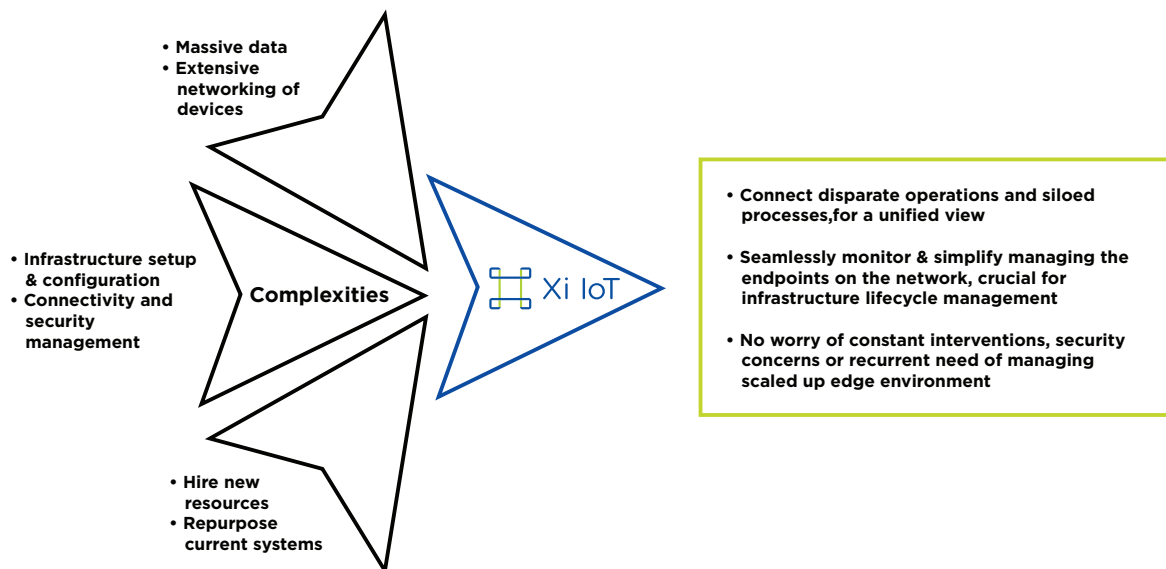 • Massive data
• Extensive
networking of
devices
• Infrastructure setup
& configuration
• Connectivity and
security
management
Complexities
• Hire new
resources
• Repurpose
current systems
Xi IoT
• Connect disparate operations and siloed
processes,for a unified view
• Seamlessly monitor & simplify managing the
endpoints on the network, crucial for
infrastructure lifecycle management
• No worry of constant interventions, security
concerns or recurrent need of managing
scaled up edge environment